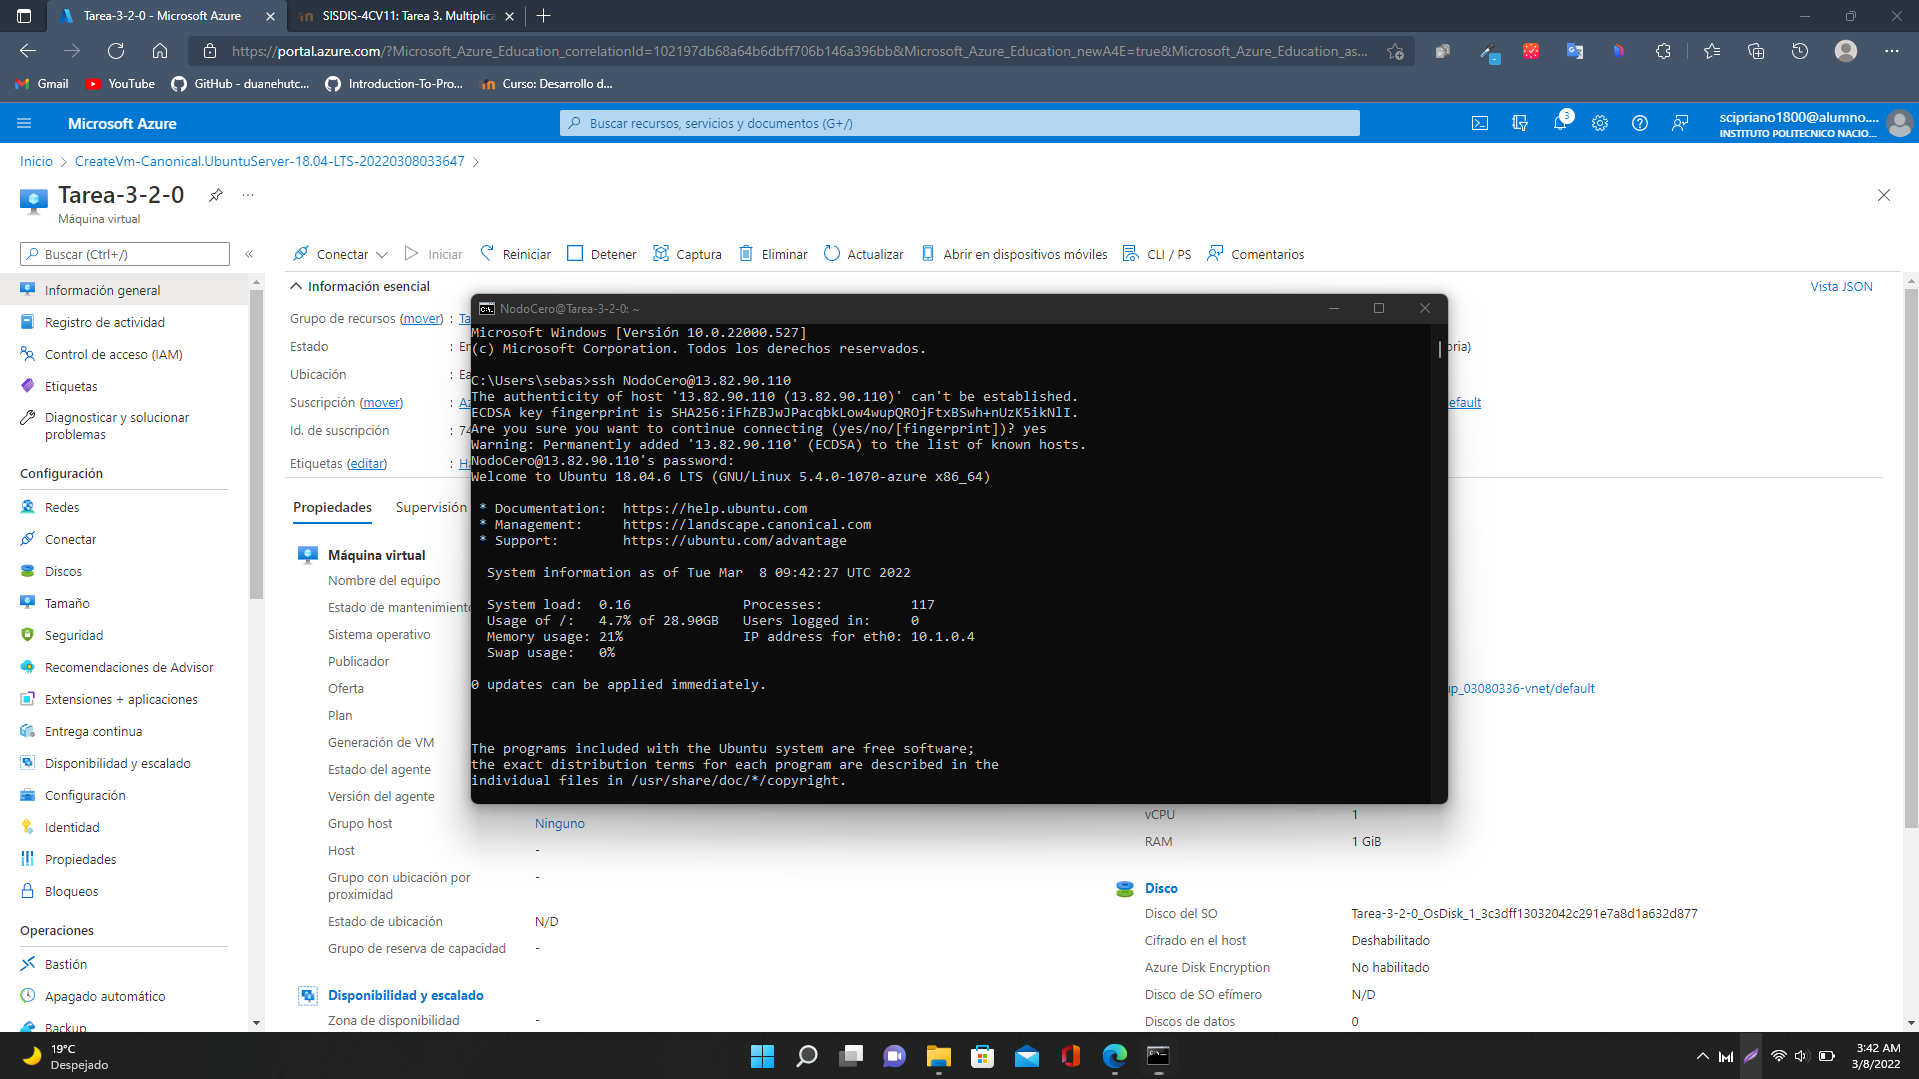 Tarea-3-2-0 - Microsoft Azure
SISDIS-4CV11: Tarea 3. Multiplica
https://portal.azure.com/?Microsoft_Azure_Education_correlationId=102197db68a64b6dbff706b146a396bb&Microsoft_Azure_Education_newA4E=true&Microsoft_Azure_Education_as...
Gmail
YouTube
GitHub - duanehutc...
Introduction-To-Pro...
Curso: Desarrollo d...
Microsoft Azure
Buscar recursos, servicios y documentos (G+/)
3
scipriano1800@alumno....
INSTITUTO POLITECNICO NACIO...
Inicio > CreateVm-Canonical.UbuntuServer-18.04-LTS-20220308033647 >
Tarea-3-2-0
Máquina virtual
Buscar (Ctrl+/)
Conectar
Iniciar
Reiniciar
Detener
Captura
Eliminar
Actualizar
Abrir en dispositivos móviles
CLI / PS
Comentarios
Información general
Registro de actividad
Control de acceso (IAM)
Etiquetas
Diagnosticar y solucionar
problemas
Configuración
Redes
Conectar
Discos
Tamaño
Seguridad
Recomendaciones de Advisor
Extensiones + aplicaciones
Entrega continua
Disponibilidad y escalado
Configuración
Identidad
Propiedades
Bloqueos
Operaciones
Bastión
Apagado automático
Backup
Información esencial
Vista JSON
Grupo de recursos (mover) : Ta
Estado : En
oria)
Ubicación : Ea
Suscripción (mover) : Az
efault
Id. de suscripción : 74
Etiquetas (editar) : Ha
Propiedades
Supervisión
Máquina virtual
Nombre del equipo
Estado de mantenimiento
Sistema operativo
Publicador
Oferta
up_03080336-vnet/default
Plan
Generación de VM
Estado del agente
Versión del agente
Grupo host Ninguno
Host -
Grupo con ubicación por
proximidad -
Estado de ubicación N/D
Grupo de reserva de capacidad -
Disponibilidad y escalado
Zona de disponibilidad -
vCPU 1
RAM 1 GiB
Disco
Disco del SO Tarea-3-2-0_OsDisk_1_3c3dff13032042c291e7a8d1a632d877
Cifrado en el host Deshabilitado
Azure Disk Encryption No habilitado
Disco de SO efímero N/D
Discos de datos 0
NodoCero@Tarea-3-2-0: ~
Microsoft Windows [Versión 10.0.22000.527]
(c) Microsoft Corporation. Todos los derechos reservados.
C:\Users\sebas>ssh NodoCero@13.82.90.110
The authenticity of host '13.82.90.110 (13.82.90.110)' can't be established.
ECDSA key fingerprint is SHA256:iFhZBJwJPacqbkLow4wupQROjFtxBSwh+nUzK5ikNlI.
Are you sure you want to continue connecting (yes/no/[fingerprint])? yes
Warning: Permanently added '13.82.90.110' (ECDSA) to the list of known hosts.
NodoCero@13.82.90.110's password:
Welcome to Ubuntu 18.04.6 LTS (GNU/Linux 5.4.0-1070-azure x86_64)
* Documentation: https://help.ubuntu.com
* Management: https://landscape.canonical.com
* Support: https://ubuntu.com/advantage
System information as of Tue Mar 8 09:42:27 UTC 2022
System load: 0.16 Processes: 117
Usage of /: 4.7% of 28.90GB Users logged in: 0
Memory usage: 21% IP address for eth0: 10.1.0.4
Swap usage: 0%
0 updates can be applied immediately.
The programs included with the Ubuntu system are free software;
the exact distribution terms for each program are described in the
individual files in /usr/share/doc/*/copyright.
19°C
Despejado
3:42 AM
3/8/2022